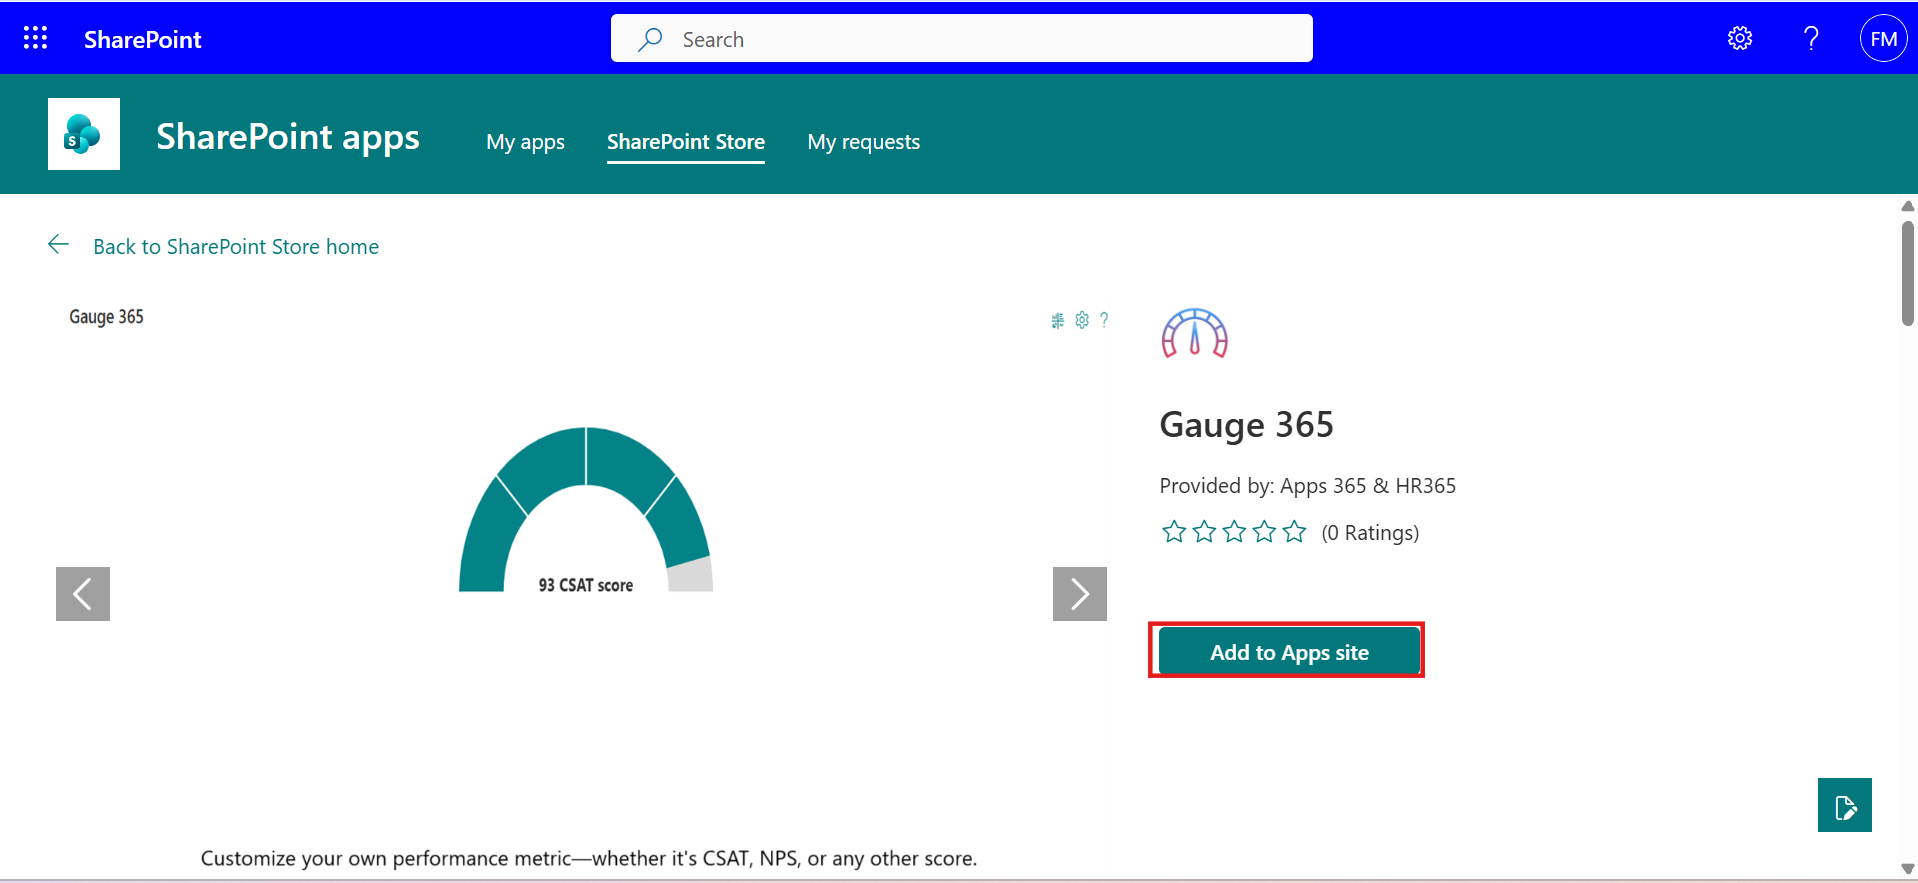 SharePoint
Search
FM
S
SharePoint apps
My apps
SharePoint Store
My requests
Back to SharePoint Store home
Gauge 365
?
93 CSAT score
Gauge 365
Provided by: Apps 365 & HR365
(0 Ratings)
Add to Apps site
Customize your own performance metric—whether it's CSAT, NPS, or any other score.